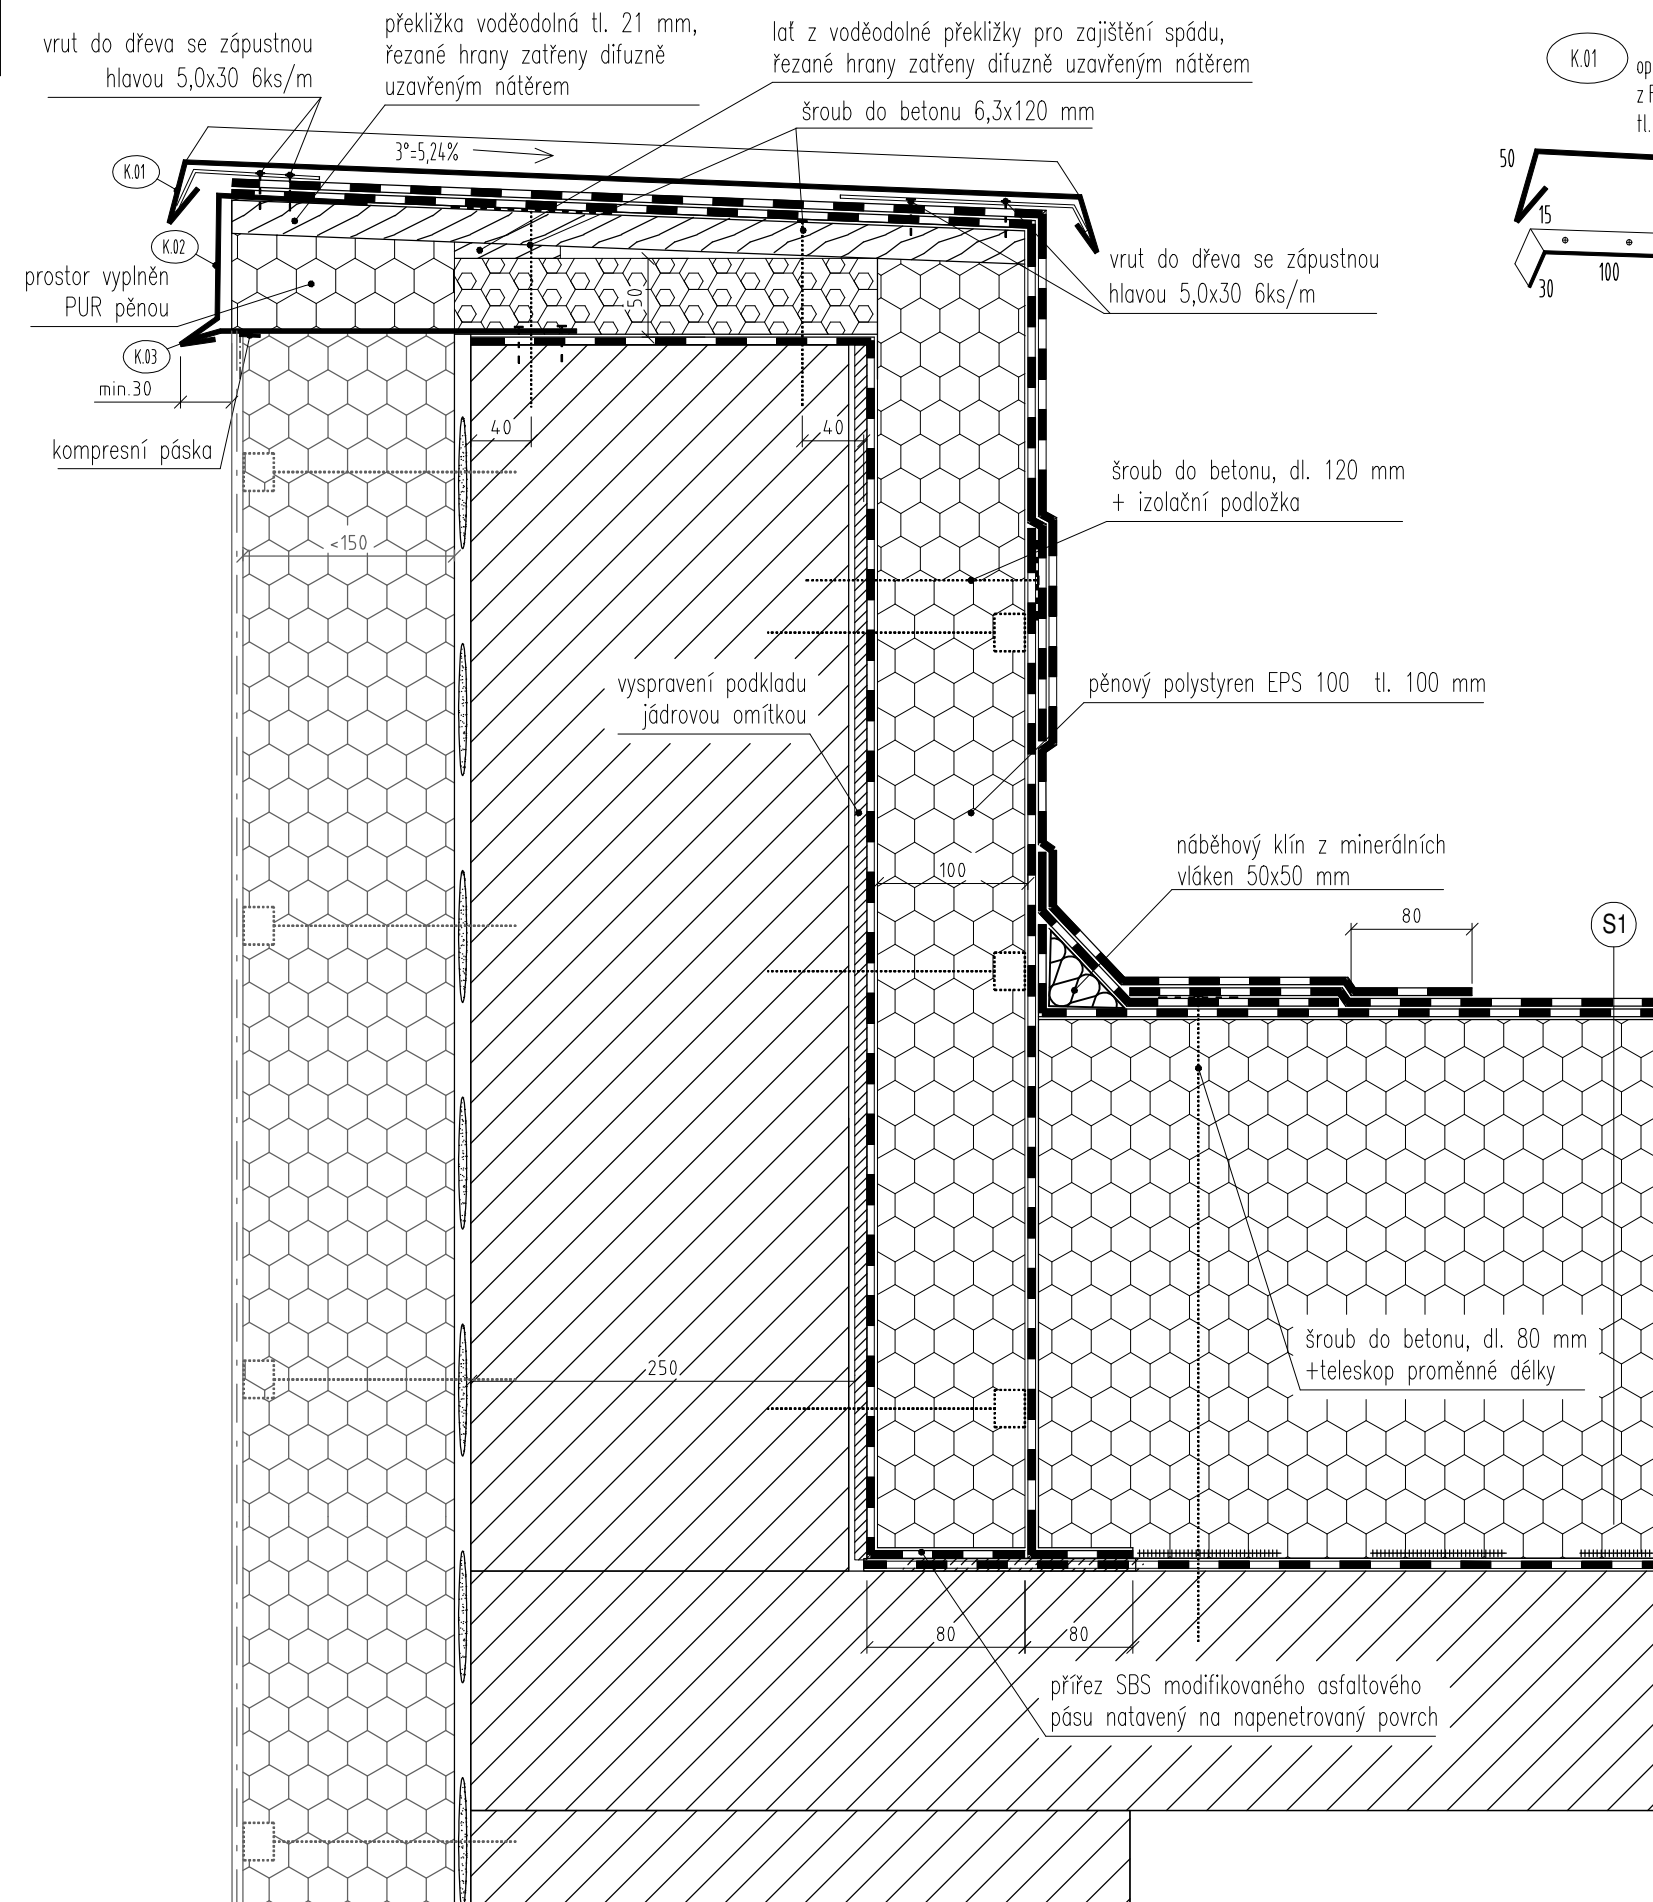 vrut do dřeva se zápustnou
hlavou 5,0x30 6ks/m
překližka voděodolná tl. 21 mm,
řezané hrany zatřeny difuzně
uzavřeným nátěrem
lať z voděodolné překližky pro zajištění spádu,
řezané hrany zatřeny difuzně uzavřeným nátěrem
šroub do betonu 6,3x120 mm
K.01
op
z
tl.
50
15
100
30
3°=5,24%
K.01
K.02
prostor vyplněn
PUR pěnou
K.03
min.30
kompresní páska
vrut do dřeva se zápustnou
hlavou 5,0x30 6ks/m
<50
40
40
šroub do betonu, dl. 120 mm
+ izolační podložka
<150
vyspravení podkladu
jádrovou omítkou
pěnový polystyren EPS 100 tl. 100 mm
náběhový klín z minerálních
vláken 50x50 mm
100
80
S1
šroub do betonu, dl. 80 mm
+teleskop proměnné délky
250
80
80
přířez SBS modifikovaného asfaltového
pásu natavený na napenetrovaný povrch